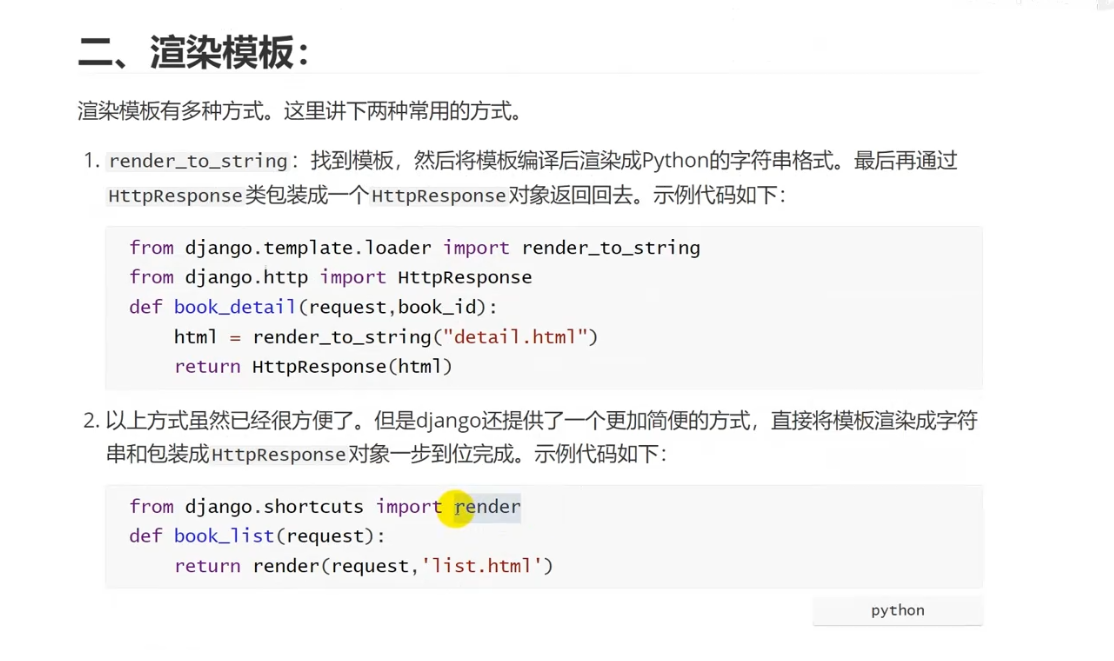 二、渲染模板：
渲染模板有多种方式。这里讲下两种常用的方式。
1. render_to_string：找到模板，然后将模板编译后渲染成Python的字符串格式。最后再通过
HttpResponse类包装成一个HttpResponse对象返回回去。示例代码如下：
from django.template.loader import render_to_string
from django.http import HttpResponse
def book_detail(request,book_id):
    html = render_to_string("detail.html")
    return HttpResponse(html)
2. 以上方式虽然已经很方便了。但是django还提供了一个更加简便的方式，直接将模板渲染成字符
串和包装成HttpResponse对象一步到位完成。示例代码如下：
from django.shortcuts import render
def book_list(request):
    return render(request,'list.html')
python